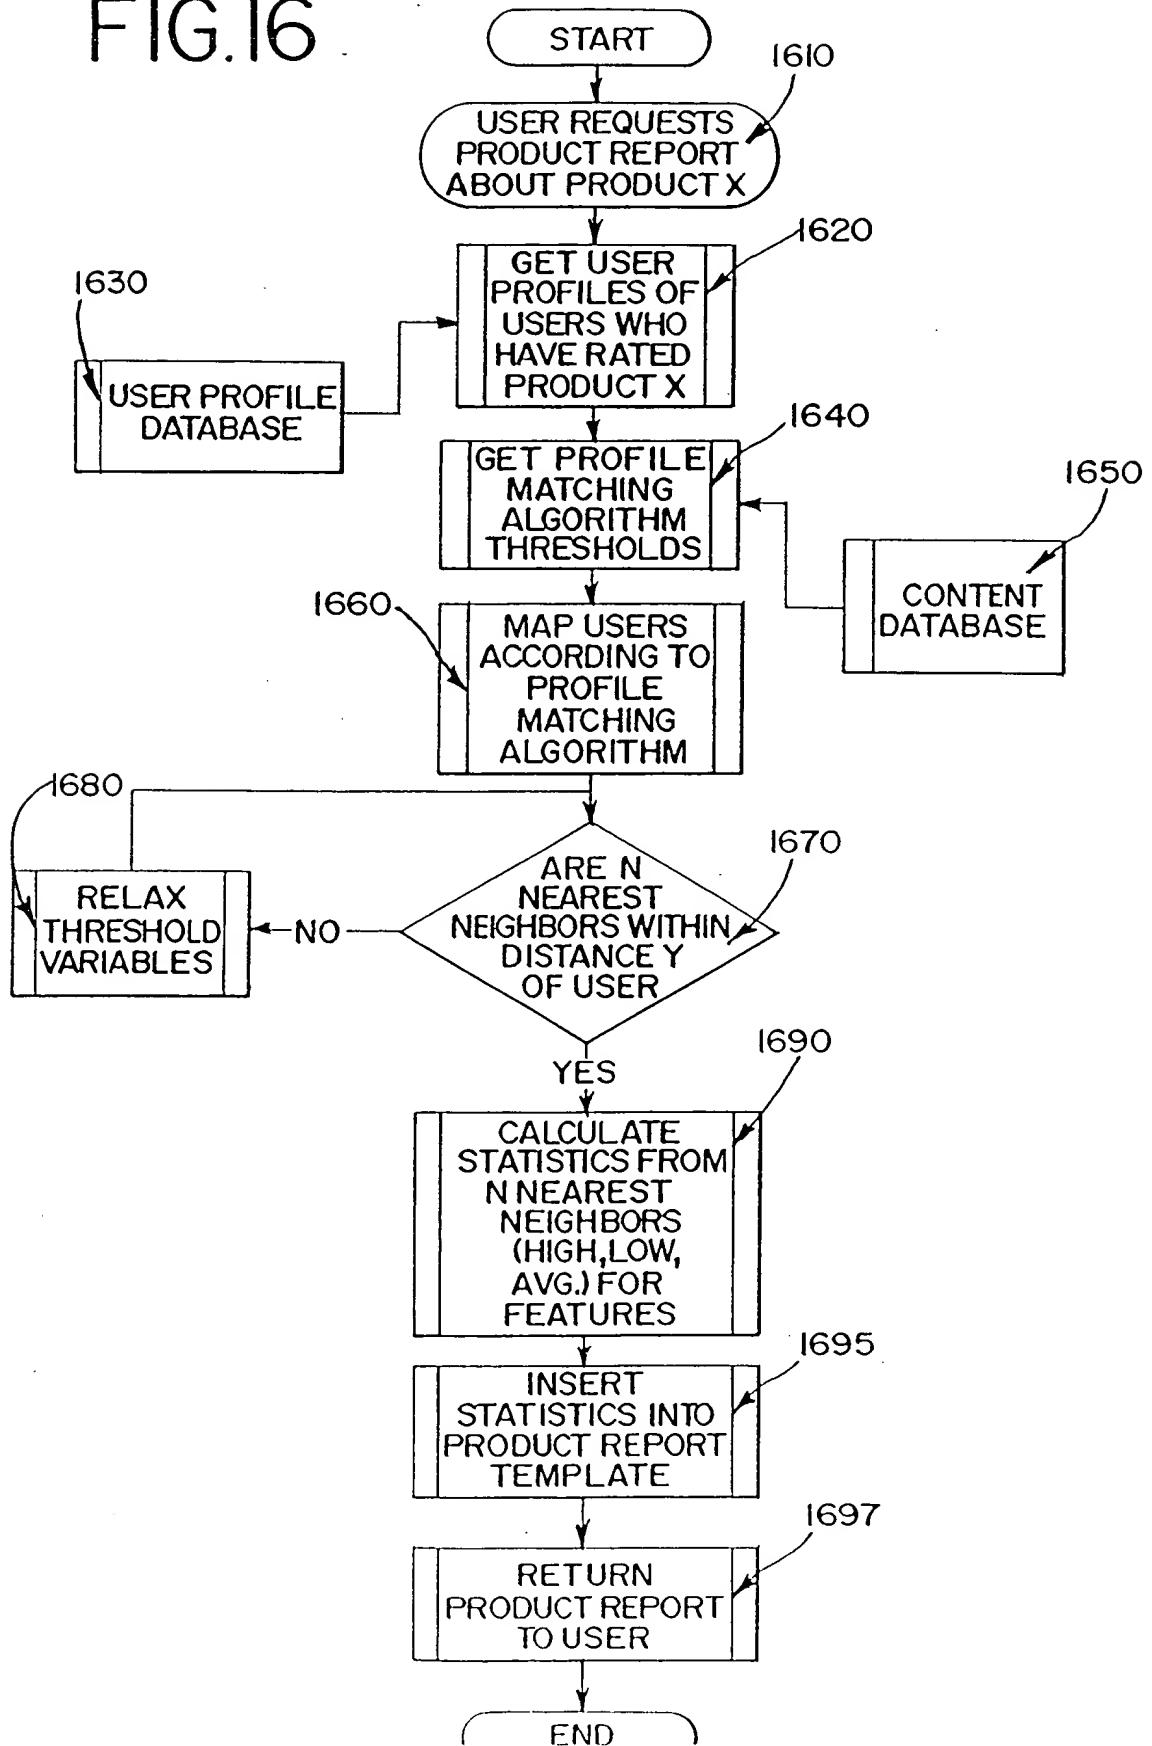 FIG.16
START
1610
USER REQUESTS
PRODUCT REPORT
ABOUT PRODUCT X
1620
GET USER
PROFILES OF
USERS WHO
HAVE RATED
PRODUCT X
1630
USER PROFILE
DATABASE
1640
GET PROFILE
MATCHING
ALGORITHM
THRESHOLDS
1650
CONTENT
DATABASE
1660
MAP USERS
ACCORDING TO
PROFILE
MATCHING
ALGORITHM
1680
RELAX
THRESHOLD
VARIABLES
NO
1670
ARE N
NEAREST
NEIGHBORS WITHIN
DISTANCE Y
OF USER
YES
1690
CALCULATE
STATISTICS FROM
N NEAREST
NEIGHBORS
(HIGH,LOW,
AVG.) FOR
FEATURES
1695
INSERT
STATISTICS INTO
PRODUCT REPORT
TEMPLATE
1697
RETURN
PRODUCT REPORT
TO USER
END